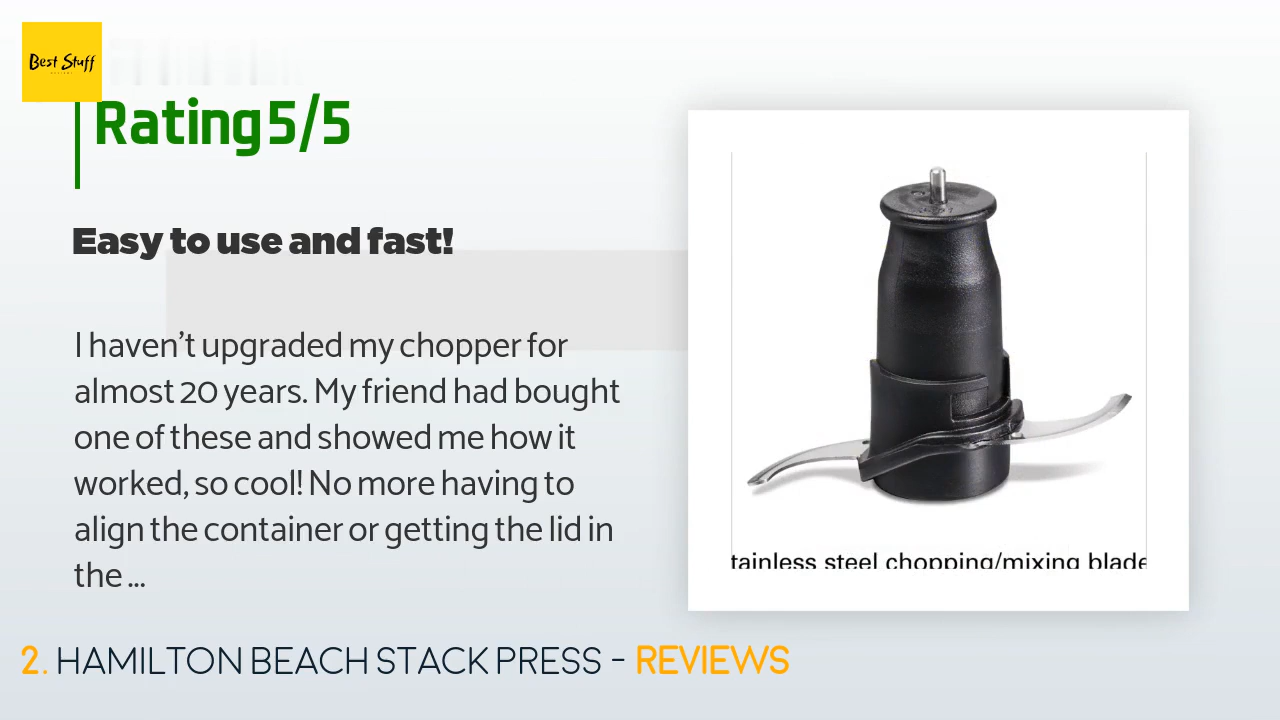 Best Stuff
Rating 5/5
Easy to use and fast!
I haven't upgraded my chopper for
almost 20 years. My friend had bought
one of these and showed me how it
worked, so cool! No more having to
align the container or getting the lid in
the ...
tainless steel chopping/mixing blade
2. HAMILTON BEACH STACK PRESS - REVIEWS